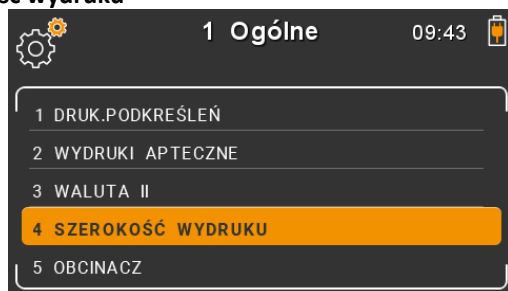 ść wydruku
1 Ogólne 09:43
1 DRUK.PODKREŚLEŃ
2 WYDRUKI APTECZNE
3 WALUTA II
4 SZEROKOŚĆ WYDRUKU
5 OBCINACZ